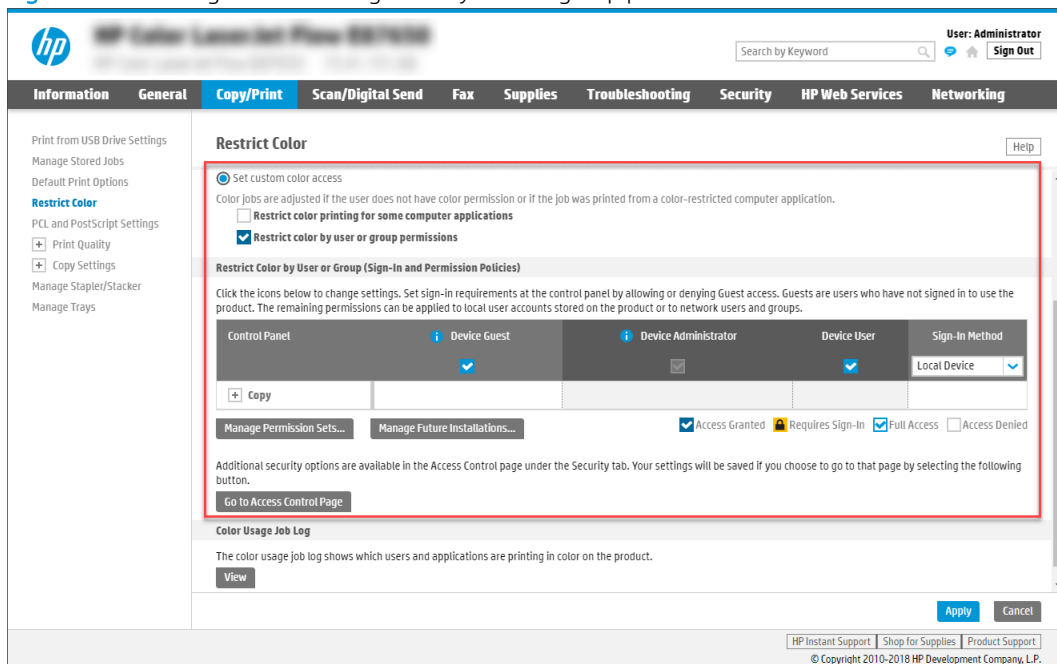 hp
User: Administrator
Search by Keyword
Sign Out
Information General Copy/Print Scan/Digital Send Fax Supplies Troubleshooting Security HP Web Services Networking
Print from USB Drive Settings
Manage Stored Jobs
Default Print Options
Restrict Color
PCL and PostScript Settings
+ Print Quality
+ Copy Settings
Manage Stapler/Stacker
Manage Trays
Restrict Color
Help
Set custom color access
Color jobs are adjusted if the user does not have color permission or if the job was printed from a color-restricted computer application.
Restrict color printing for some computer applications
Restrict color by user or group permissions
Restrict Color by User or Group (Sign-In and Permission Policies)
Click the icons below to change settings. Set sign-in requirements at the control panel by allowing or denying Guest access. Guests are users who have not signed in to use the
product. The remaining permissions can be applied to local user accounts stored on the product or to network users and groups.
Control Panel i Device Guest i Device Administrator Device User Sign-In Method
Local Device
+ Copy
Manage Permission Sets... Manage Future Installations... Access Granted Requires Sign-In Full Access Access Denied
Additional security options are available in the Access Control page under the Security tab. Your settings will be saved if you choose to go to that page by selecting the following
button.
Go to Access Control Page
Color Usage Job Log
The color usage job log shows which users and applications are printing in color on the product.
View
Apply Cancel
HP Instant Support Shop for Supplies Product Support
© Copyright 2010-2018 HP Development Company, L.P.